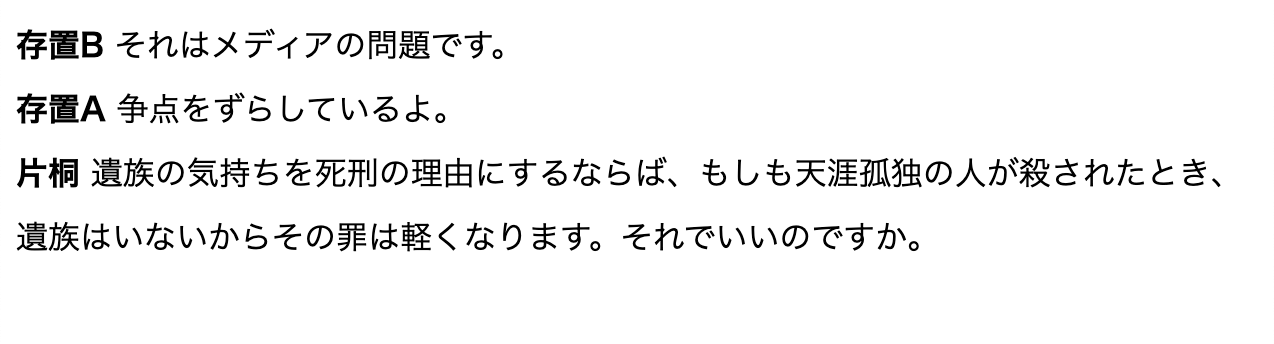 存置B それはメディアの問題です。
存置A 争点をずらしているよ。
片桐 遺族の気持ちを死刑の理由にするならば、もしも天涯孤独の人が殺されたとき、
遺族はいないからその罪は軽くなります。それでいいのですか。